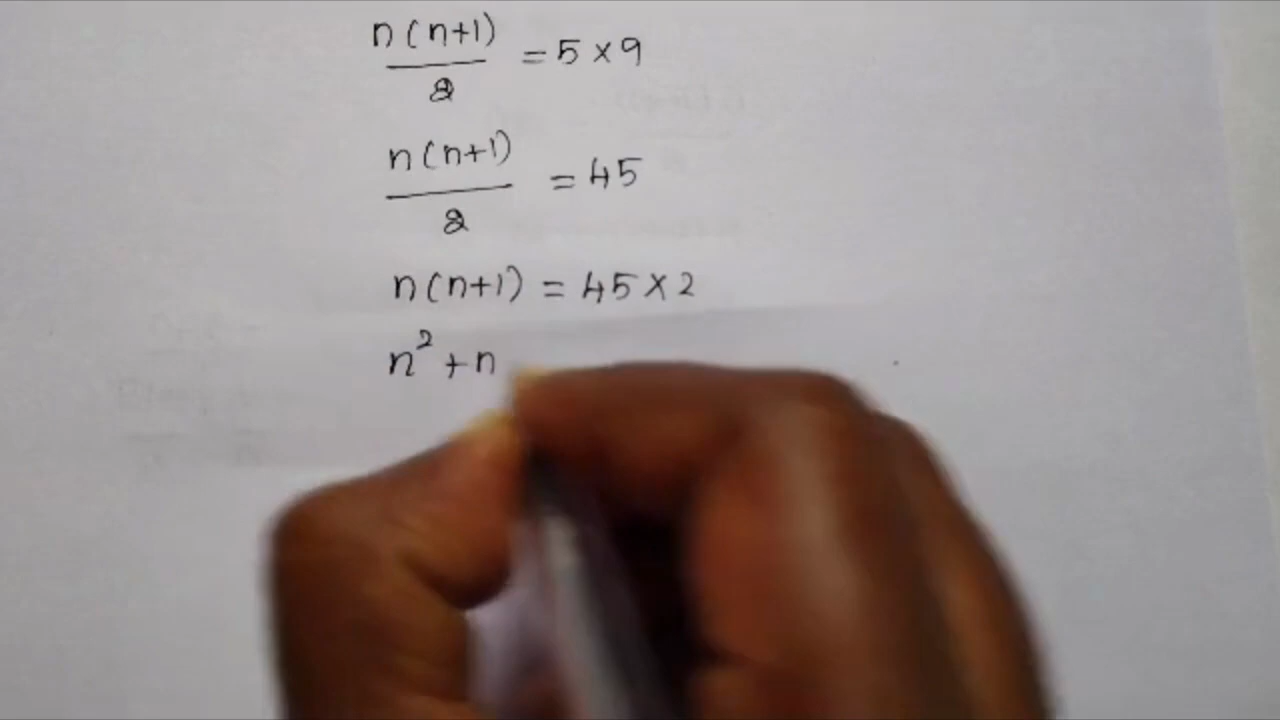 n(n+1)/2 = 5 × 9
n(n+1)/2 = 45
n(n+1) = 45 × 2
n² + n